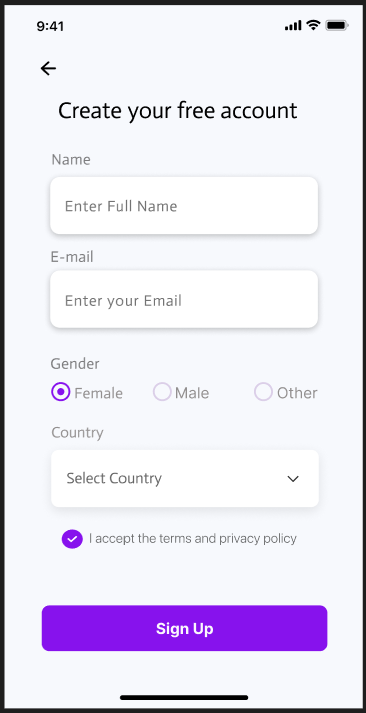 9:41
Create your free account
Name
Enter Full Name
E-mail
Enter your Email
Gender
Female Male Other
Country
Select Country
I accept the terms and privacy policy
Sign Up